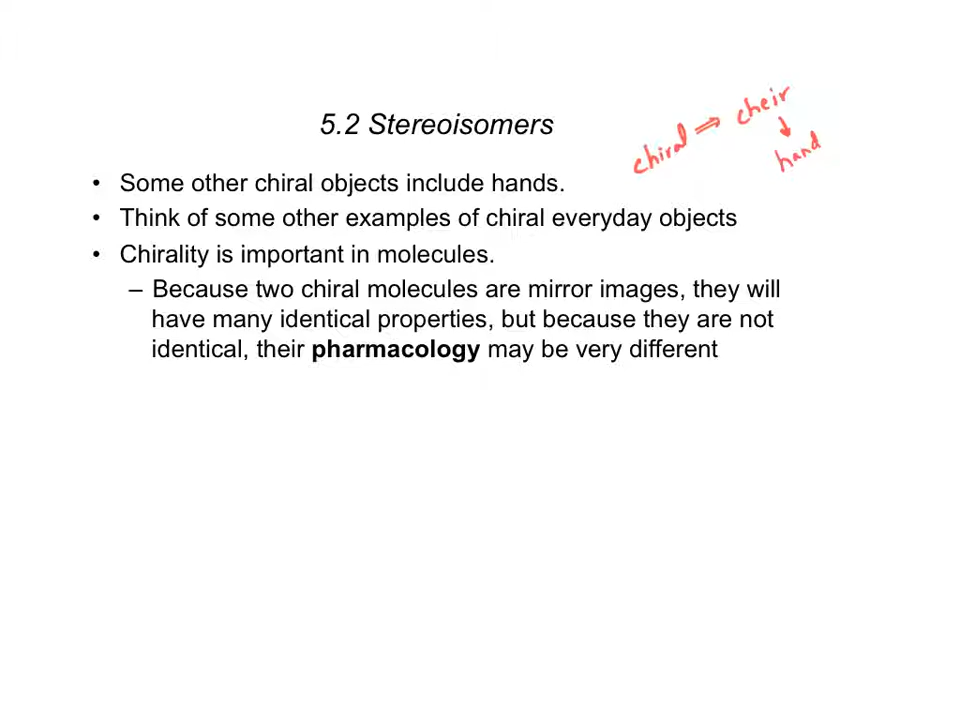 5.2 Stereoisomers
chiral ⇒ cheir
↓
hand
• Some other chiral objects include hands.
• Think of some other examples of chiral everyday objects
• Chirality is important in molecules.
– Because two chiral molecules are mirror images, they will
have many identical properties, but because they are not
identical, their pharmacology may be very different